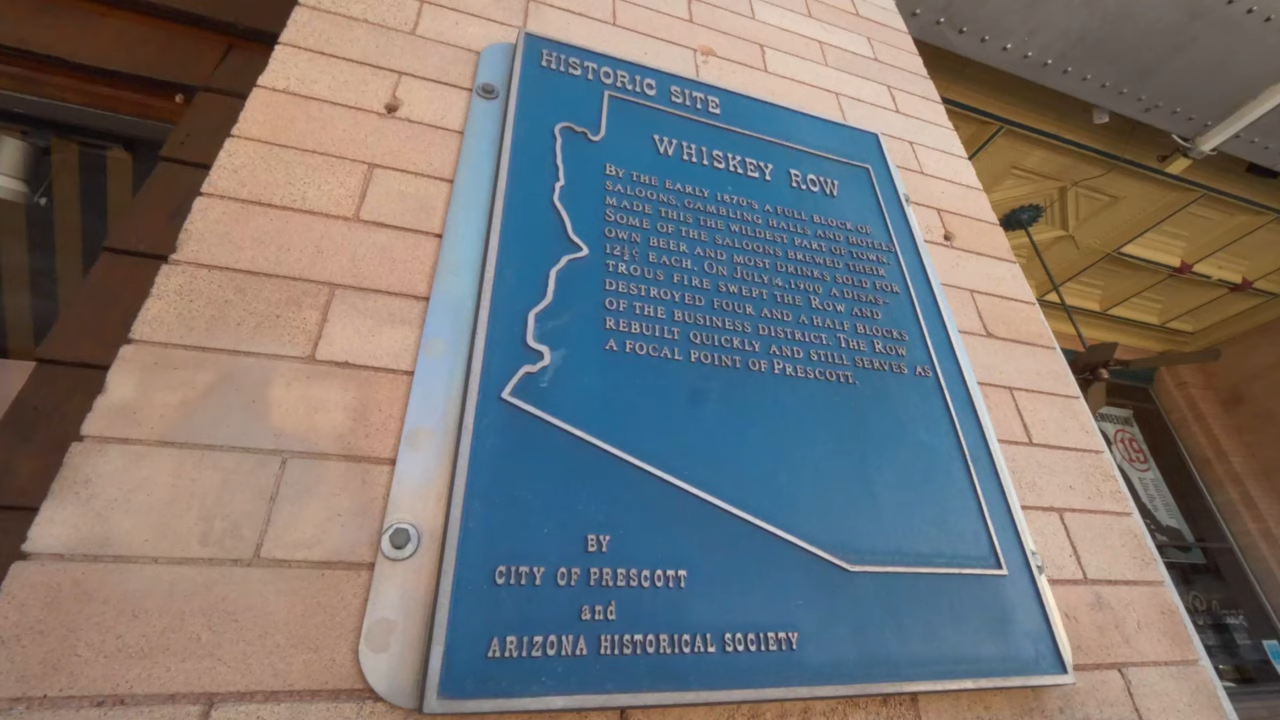 HISTORIC SITE
WHISKEY ROW
BY THE EARLY 1870'S A FULL BLOCK OF
SALOONS, GAMBLING HALLS AND HOTELS
MADE THIS THE WILDEST PART OF TOWN.
SOME OF THE SALOONS BREWED THEIR
OWN BEER AND MOST DRINKS SOLD FOR
12½¢ EACH. ON JULY 14, 1900 A DISAS-
TROUS FIRE SWEPT THE ROW AND
DESTROYED FOUR AND A HALF BLOCKS
OF THE BUSINESS DISTRICT. THE ROW
REBUILT QUICKLY AND STILL SERVES AS
A FOCAL POINT OF PRESCOTT.
BY
CITY OF PRESCOTT
and
ARIZONA HISTORICAL SOCIETY
19